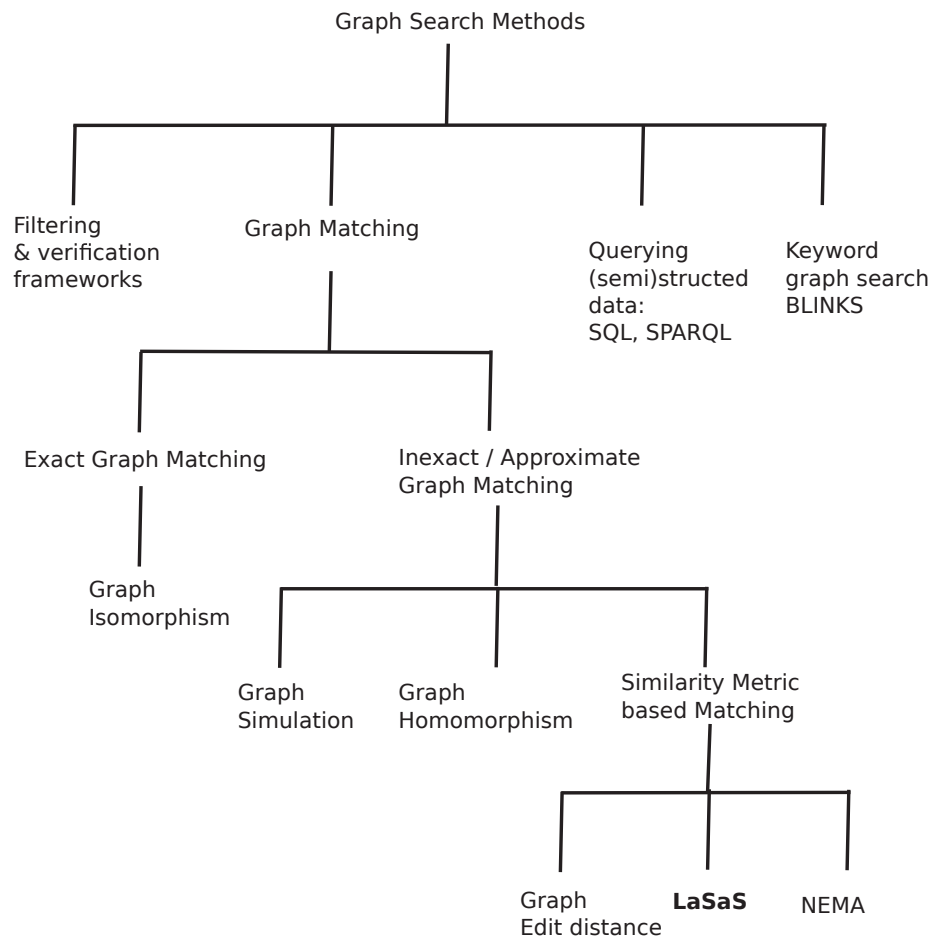 Graph Search Methods
Filtering
& verification
frameworks
Graph Matching
Querying
(semi)structed
data:
SQL, SPARQL
Keyword
graph search
BLINKS
Exact Graph Matching
Inexact / Approximate
Graph Matching
Graph
Isomorphism
Graph
Simulation
Graph
Homomorphism
Similarity Metric
based Matching
Graph
Edit distance
LaSaS
NEMA